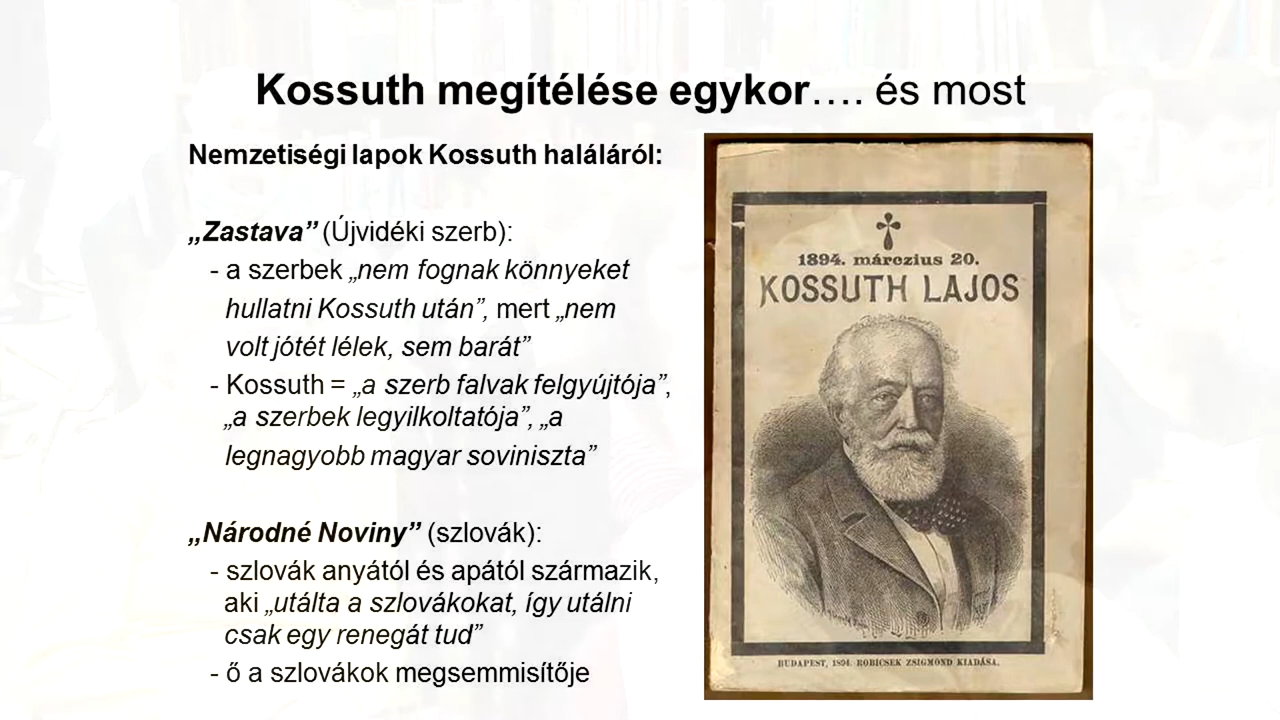 Kossuth megítélése egykor…. és most
Nemzetiségi lapok Kossuth haláláról:
„Zastava” (Újvidéki szerb):
- a szerbek „nem fognak könnyeket
hullatni Kossuth után”, mert „nem
volt jótét lélek, sem barát”
- Kossuth = „a szerb falvak felgyújtója”,
„a szerbek legyilkoltatója”, „a
legnagyobb magyar soviniszta”
„Národné Noviny” (szlovák):
- szlovák anyától és apától származik,
aki „utálta a szlovákokat, így utálni
csak egy renegát tud”
- ő a szlovákok megsemmisítője
1894. márczius 20.
KOSSUTH LAJOS
BUDAPEST, 1894. ROBICSEK ZSIGMOND KIADÁSA.